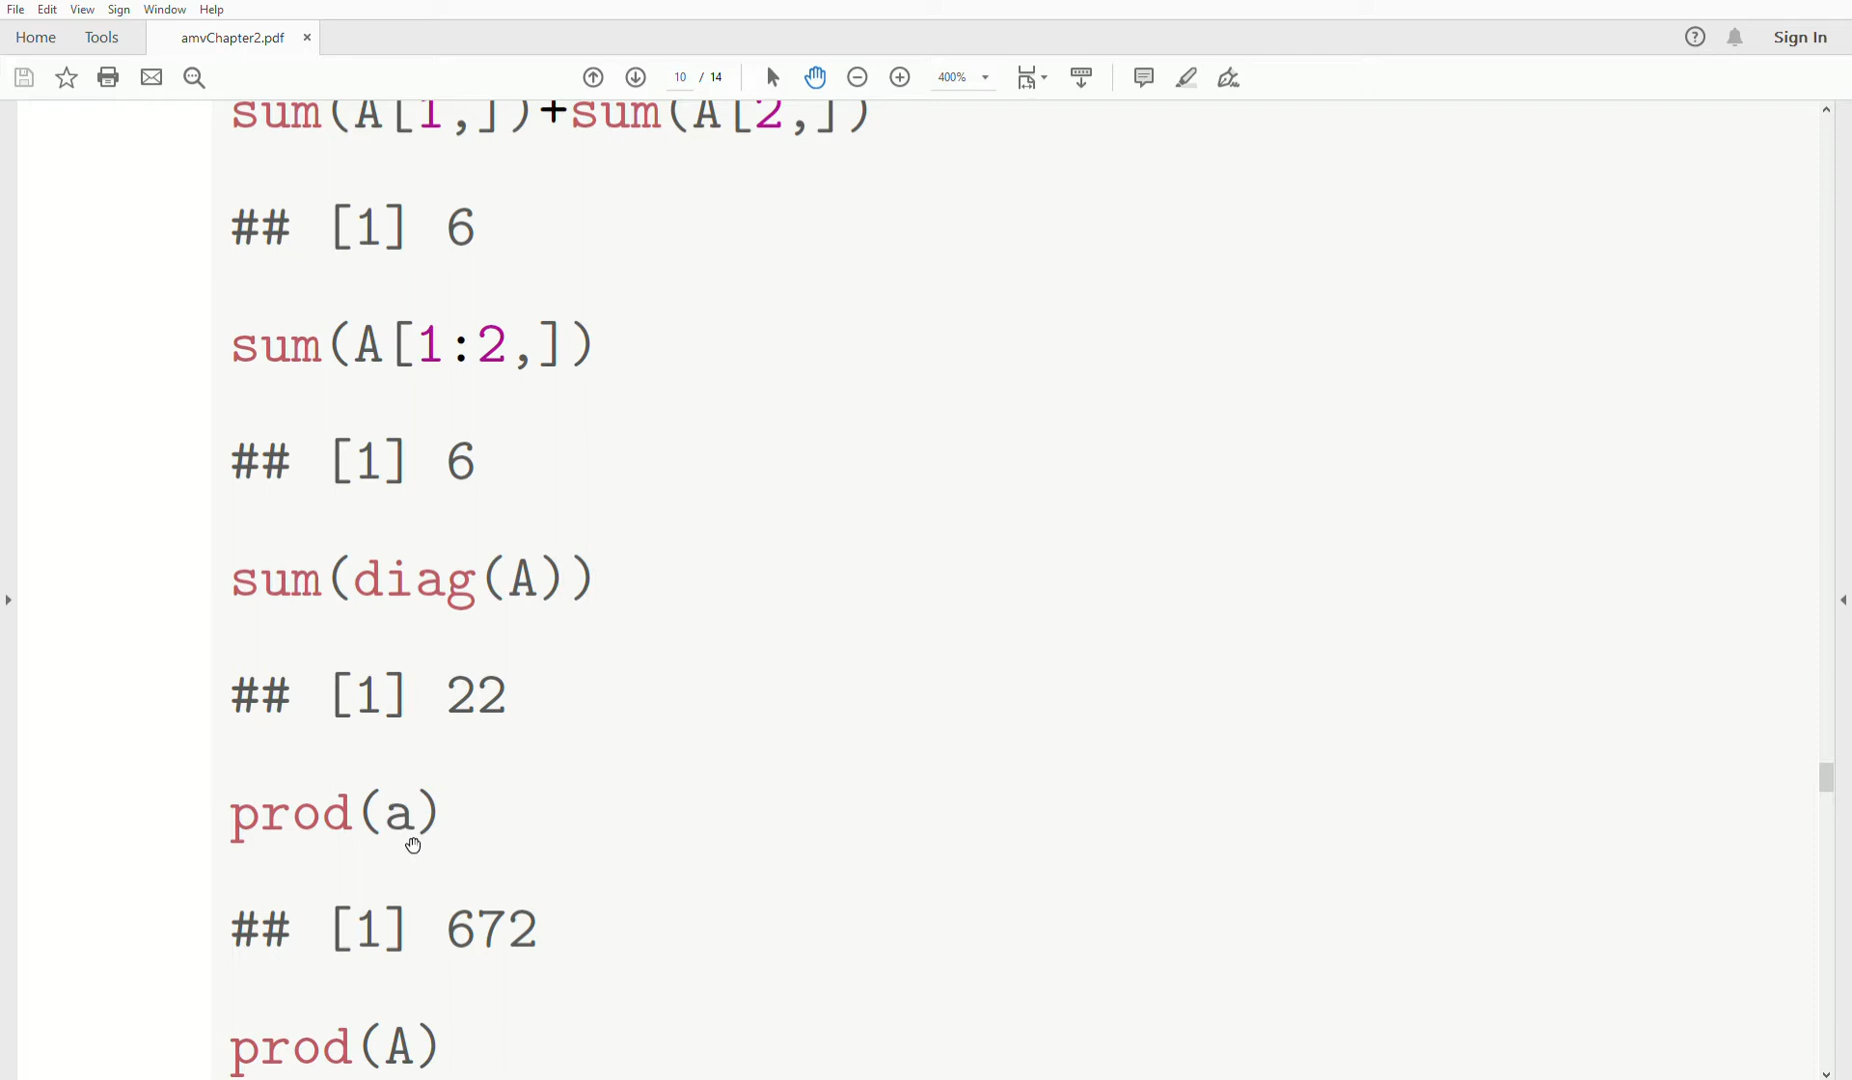 File Edit View Sign Window Help
Home Tools amvChapter2.pdf × Sign In
10 / 14 400%
sum(A[1,])+sum(A[2,])
## [1] 6
sum(A[1:2,])
## [1] 6
sum(diag(A))
## [1] 22
prod(a)
## [1] 672
prod(A)